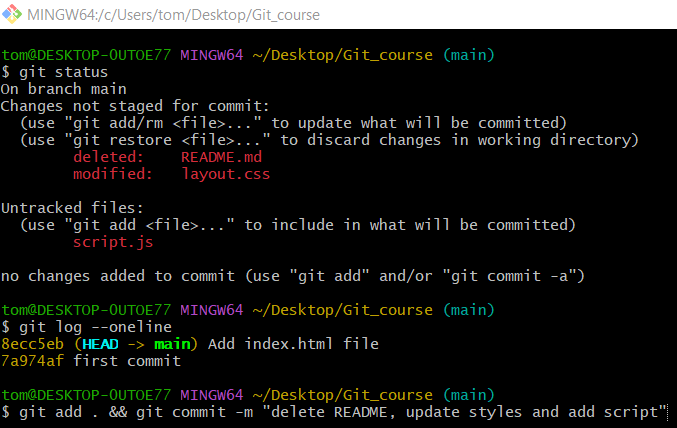 MINGW64:/c/Users/tom/Desktop/Git_course
tom@DESKTOP-OUTOE77 MINGW64 ~/Desktop/Git_course (main)
$ git status
On branch main
Changes not staged for commit:
  (use "git add/rm <file>..." to update what will be committed)
  (use "git restore <file>..." to discard changes in working directory)
        deleted:    README.md
        modified:   layout.css
Untracked files:
  (use "git add <file>..." to include in what will be committed)
        script.js
no changes added to commit (use "git add" and/or "git commit -a")
tom@DESKTOP-OUTOE77 MINGW64 ~/Desktop/Git_course (main)
$ git log --oneline
8ecc5eb (HEAD -> main) Add index.html file
7a974af first commit
tom@DESKTOP-OUTOE77 MINGW64 ~/Desktop/Git_course (main)
$ git add . && git commit -m "delete README, update styles and add script"